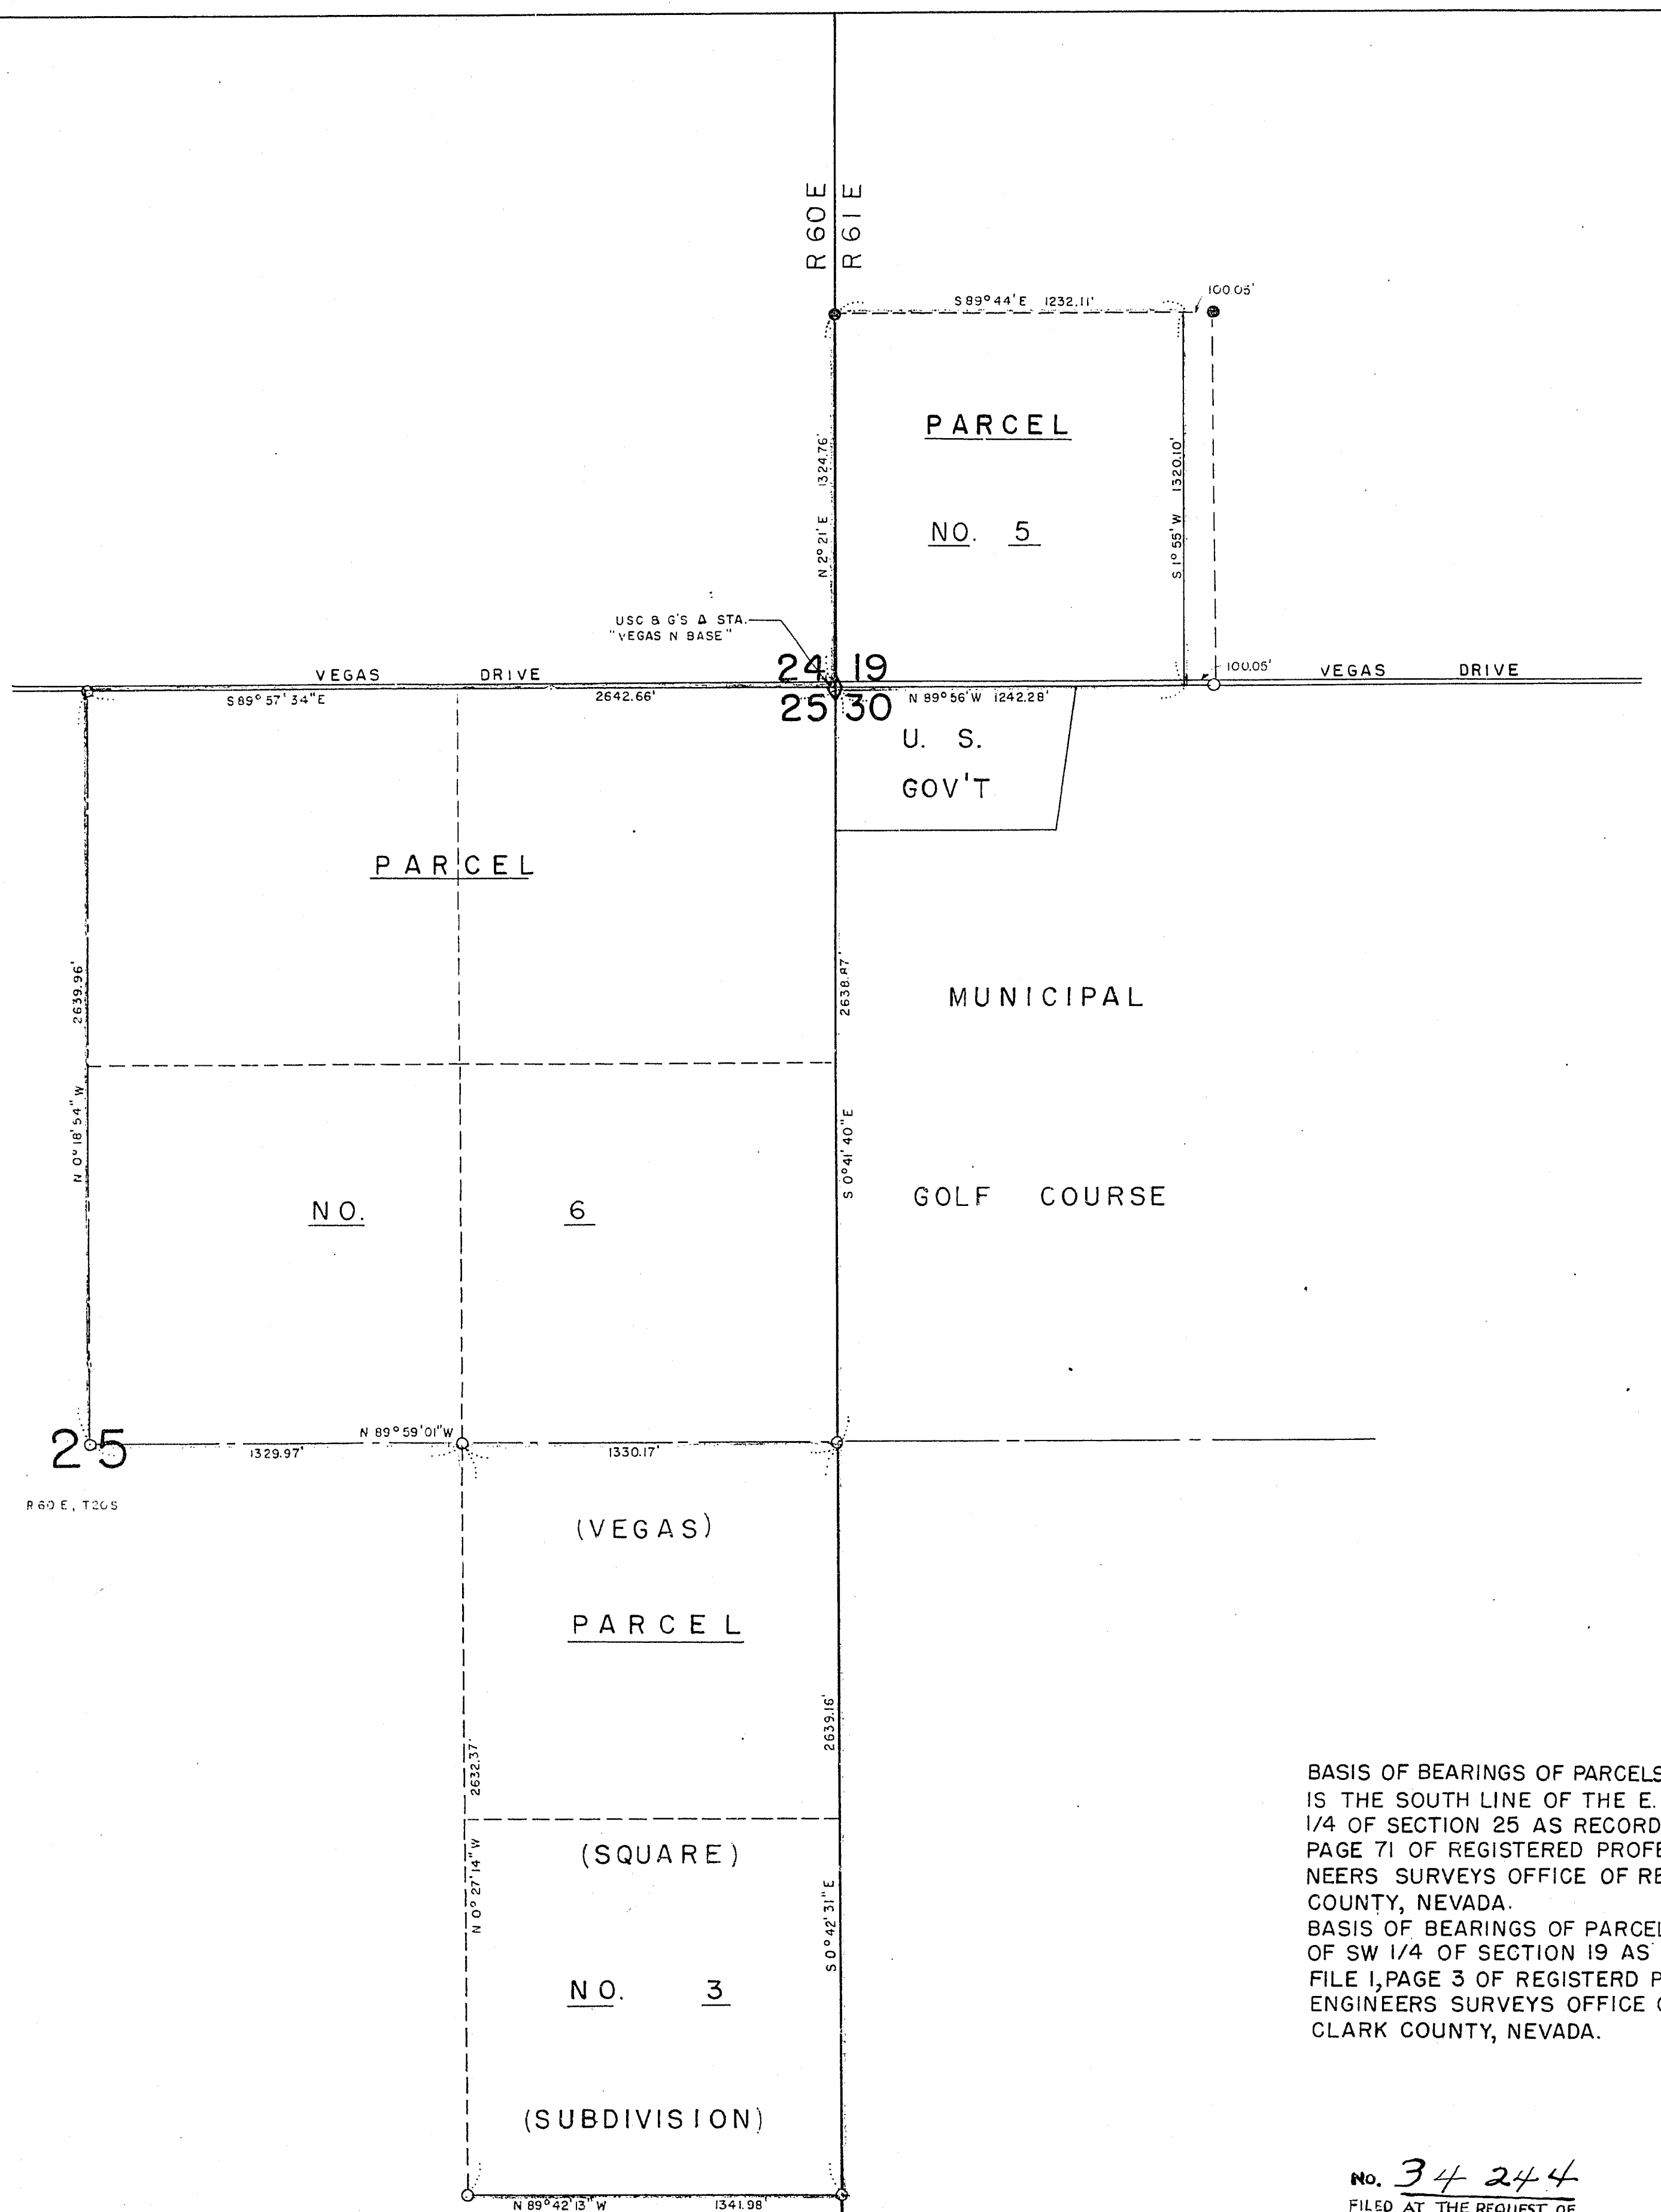 R 60 E
R 61 E
S 89° 44' E 1232.11'
100.05'
PARCEL
N 2° 21' E 1324.76'
S 1° 55' W 1320.10'
NO. 5
USC & G'S Δ STA.
"VEGAS N BASE"
24 19
VEGAS DRIVE
100.05'
VEGAS DRIVE
S 89° 57' 34" E 2642.66'
25 30
N 89° 56' W 1242.28'
U. S.
GOV'T
PARCEL
2639.96'
N 0° 18' 54" W
2638.87'
S 0° 41' 40" E
MUNICIPAL
GOLF COURSE
NO. 6
25
N 89° 59' 01" W
1329.97'
1330.17'
R 60 E, T20S
(VEGAS)
PARCEL
2632.37'
N 0° 27' 14" W
2639.16'
S 0° 42' 31" E
(SQUARE)
NO. 3
(SUBDIVISION)
N 89° 42' 13" W 1341.98'
BASIS OF BEARINGS OF PARCELS
IS THE SOUTH LINE OF THE E.
1/4 OF SECTION 25 AS RECORD
PAGE 71 OF REGISTERED PROFE
NEERS SURVEYS OFFICE OF RE
COUNTY, NEVADA.
BASIS OF BEARINGS OF PARCEL
OF SW 1/4 OF SECTION 19 AS
FILE 1, PAGE 3 OF REGISTERD P
ENGINEERS SURVEYS OFFICE O
CLARK COUNTY, NEVADA.
NO. 34 244
FILED AT THE REQUEST OF